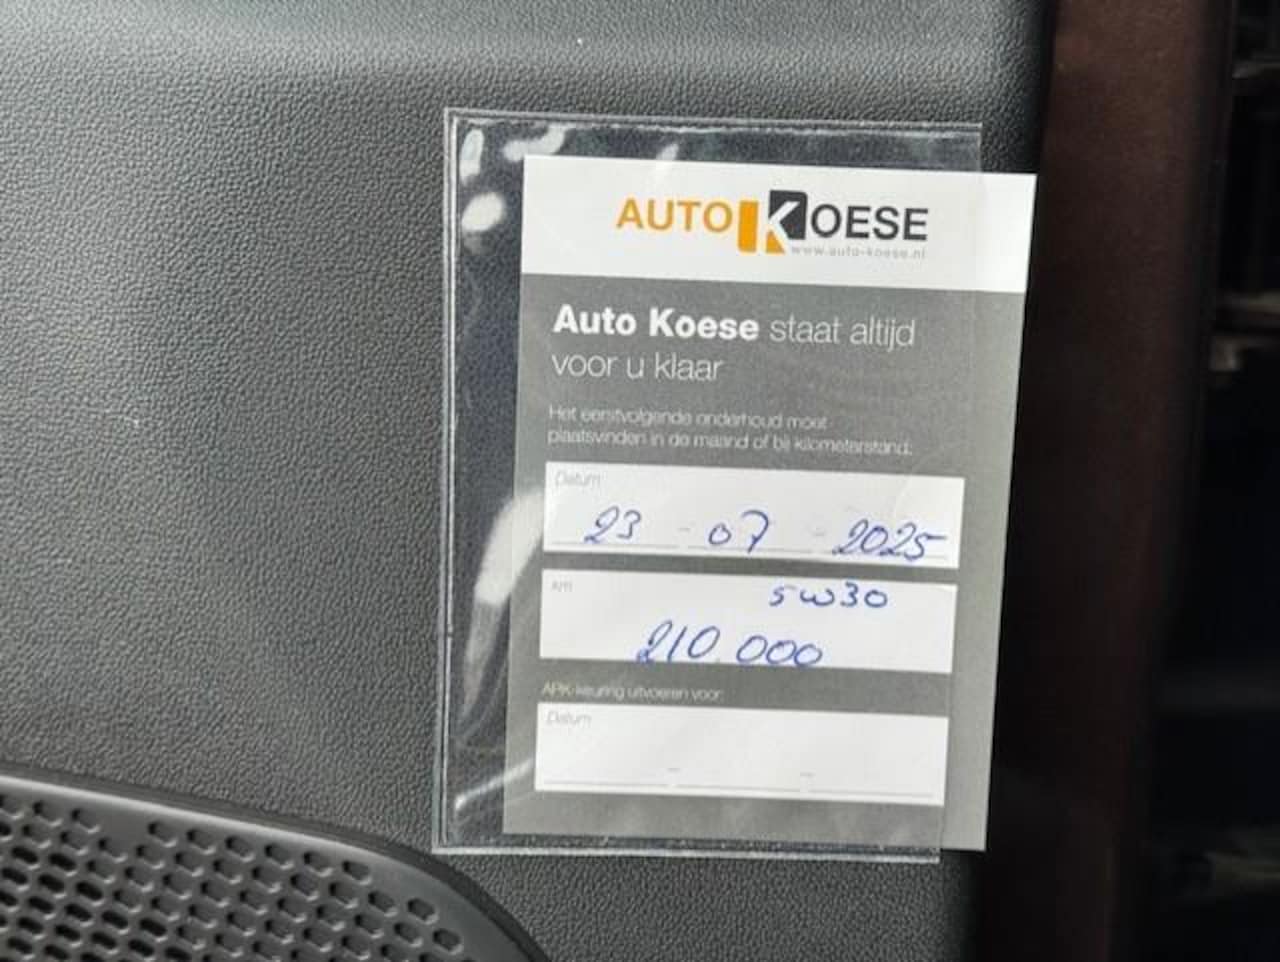 AUTO KOESE
www.auto-koese.nl
Auto Koese staat altijd
voor u klaar
Het eerstvolgende onderhoud moet
plaatsvinden in de maand of bij kilometerstand:
Datum
23 - 07 - 2025
km
5W30
210.000
APK-keuring uitvoeren voor:
Datum